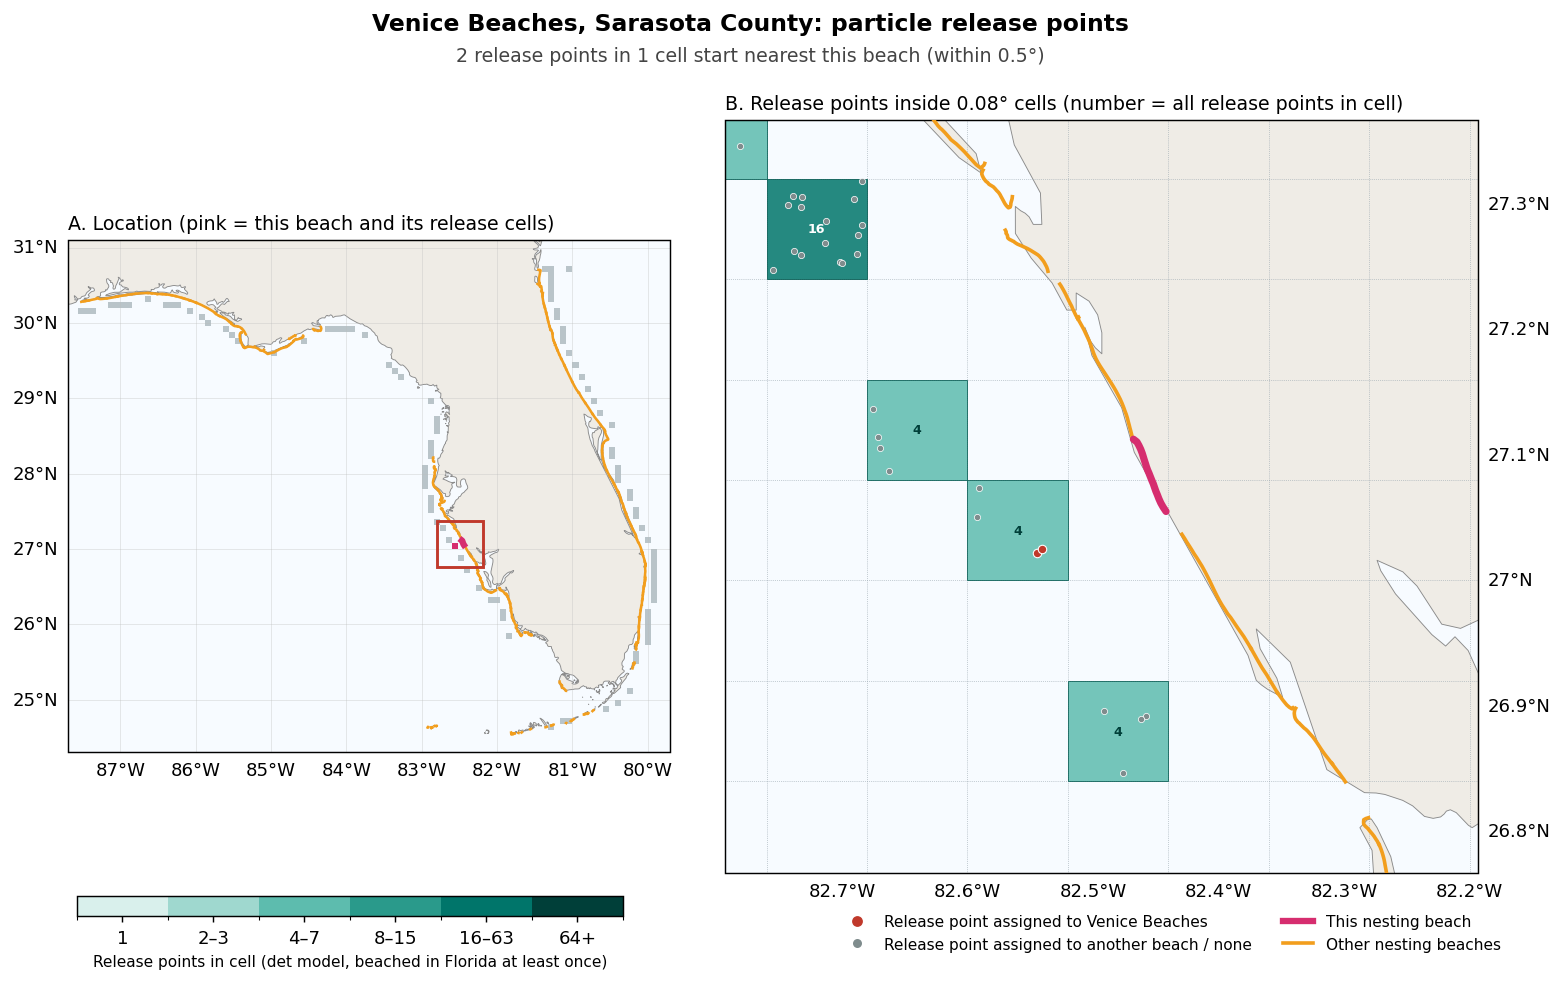 Venice Beaches, Sarasota County: particle release points
2 release points in 1 cell start nearest this beach (within 0.5°)
A. Location (pink = this beach and its release cells)
31°N
30°N
29°N
28°N
27°N
26°N
25°N
87°W 86°W 85°W 84°W 83°W 82°W 81°W 80°W
1 2–3 4–7 8–15 16–63 64+
Release points in cell (det model, beached in Florida at least once)
B. Release points inside 0.08° cells (number = all release points in cell)
16
4
4
4
27.3°N
27.2°N
27.1°N
27°N
26.9°N
26.8°N
82.7°W 82.6°W 82.5°W 82.4°W 82.3°W 82.2°W
Release point assigned to Venice Beaches
Release point assigned to another beach / none
This nesting beach
Other nesting beaches